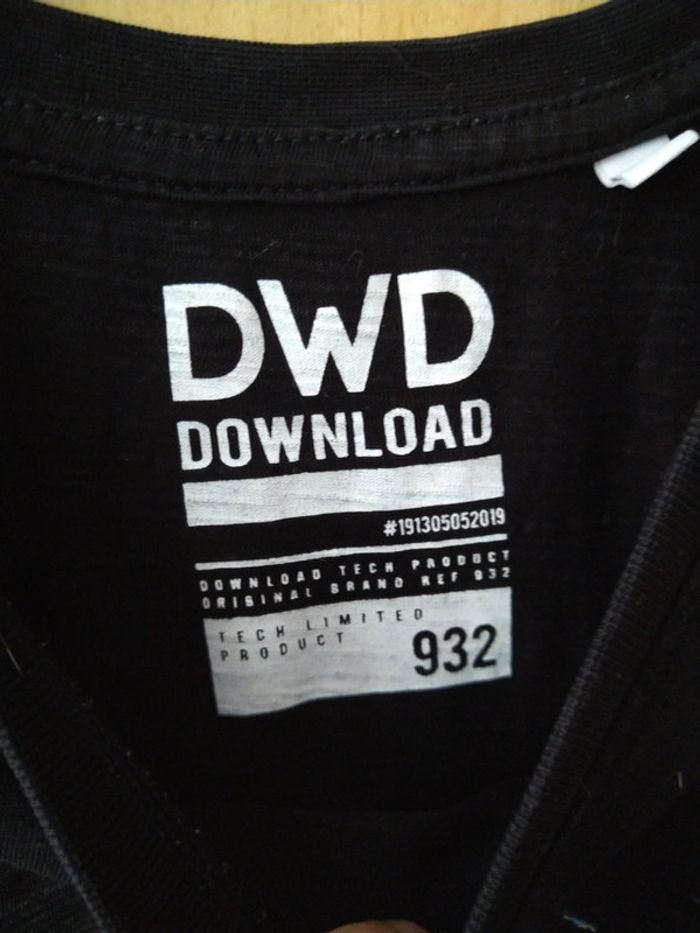 DWD
DOWNLOAD
#191305052019
DOWNLOAD TECH PRODUCT
ORIGINAL BRAND REF 932
TECH LIMITED
PRODUCT
932